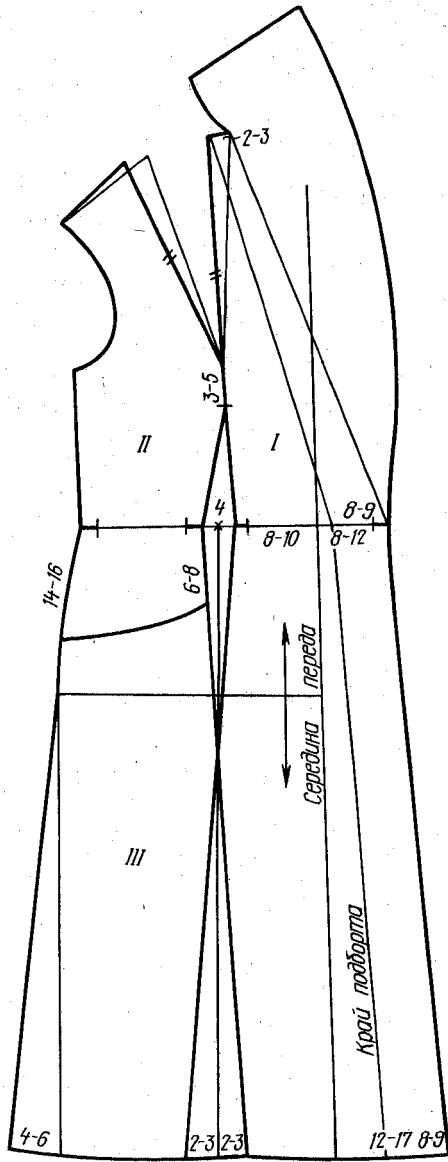 2-3
3-5
II
I
4
8-9
8-10
8-12
14-16
6-8
Середина переда
III
Край подборта
4-6
2-3
2-3
12-17
8-9